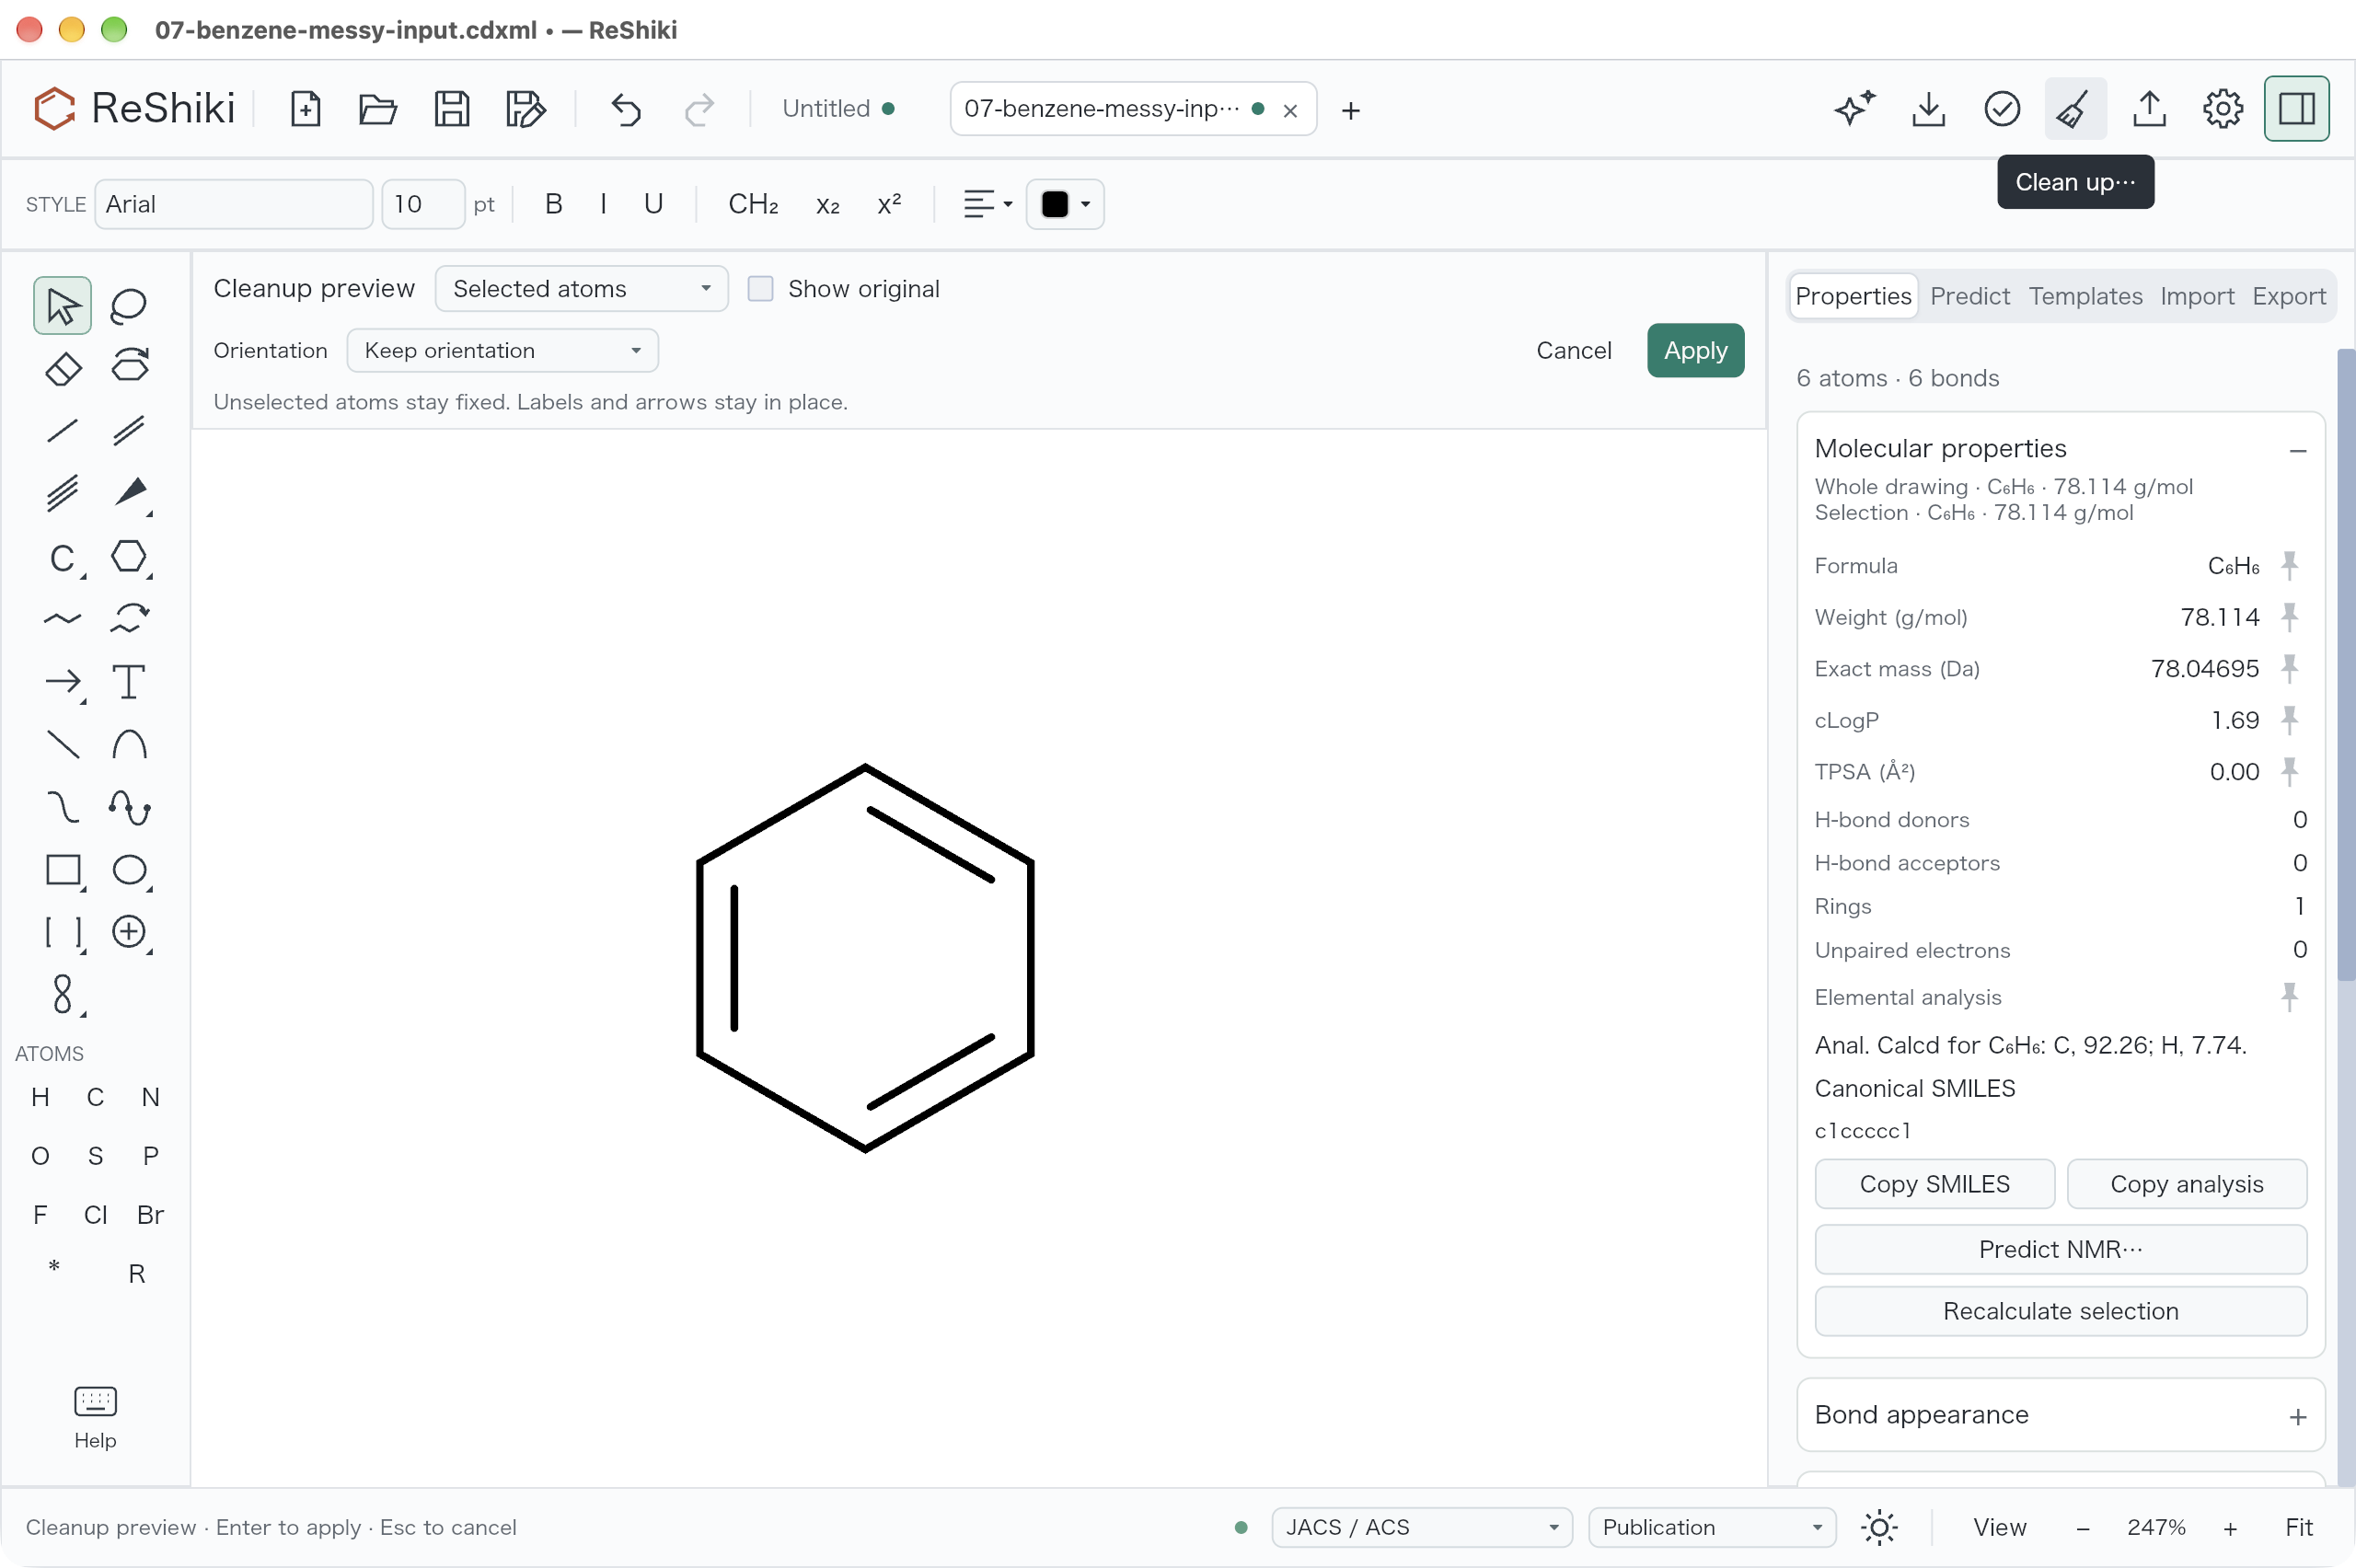 07-benzene-messy-input.cdxml • — ReShiki
ReShiki
Untitled
07-benzene-messy-inp···
Clean up···
STYLE Arial 10 pt B I U CH₂ x₂ x²
Cleanup preview Selected atoms Show original
Orientation Keep orientation Cancel Apply
Unselected atoms stay fixed. Labels and arrows stay in place.
C
T
ATOMS
H C N
O S P
F Cl Br
* R
Help
Properties Predict Templates Import Export
6 atoms · 6 bonds
Molecular properties
Whole drawing · C₆H₆ · 78.114 g/mol
Selection · C₆H₆ · 78.114 g/mol
Formula C₆H₆
Weight (g/mol) 78.114
Exact mass (Da) 78.04695
cLogP 1.69
TPSA (Å²) 0.00
H-bond donors 0
H-bond acceptors 0
Rings 1
Unpaired electrons 0
Elemental analysis
Anal. Calcd for C₆H₆: C, 92.26; H, 7.74.
Canonical SMILES
c1ccccc1
Copy SMILES Copy analysis
Predict NMR···
Recalculate selection
Bond appearance
Cleanup preview · Enter to apply · Esc to cancel
JACS / ACS Publication View − 247% + Fit